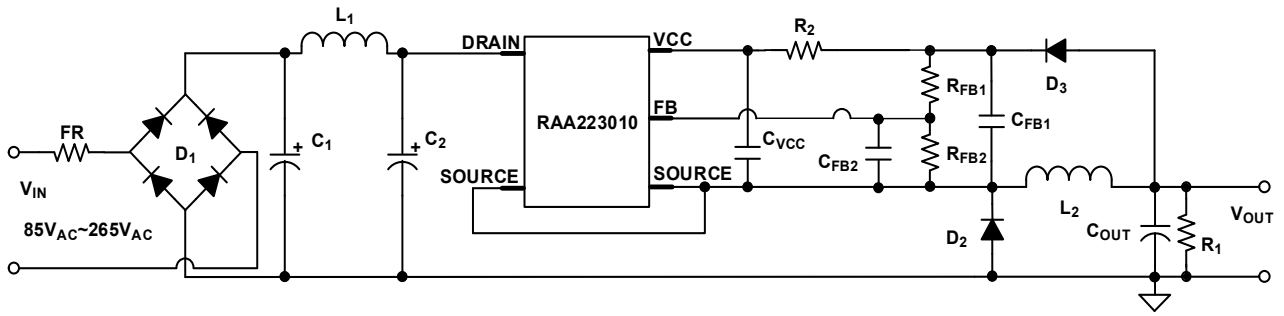 L1
R2
DRAIN
VCC
D3
RFB1
FR
RAA223010
FB
CFB1
D1
C1
C2
CVCC
CFB2
RFB2
VIN
SOURCE
SOURCE
L2
VOUT
85VAC~265VAC
D2
COUT
R1